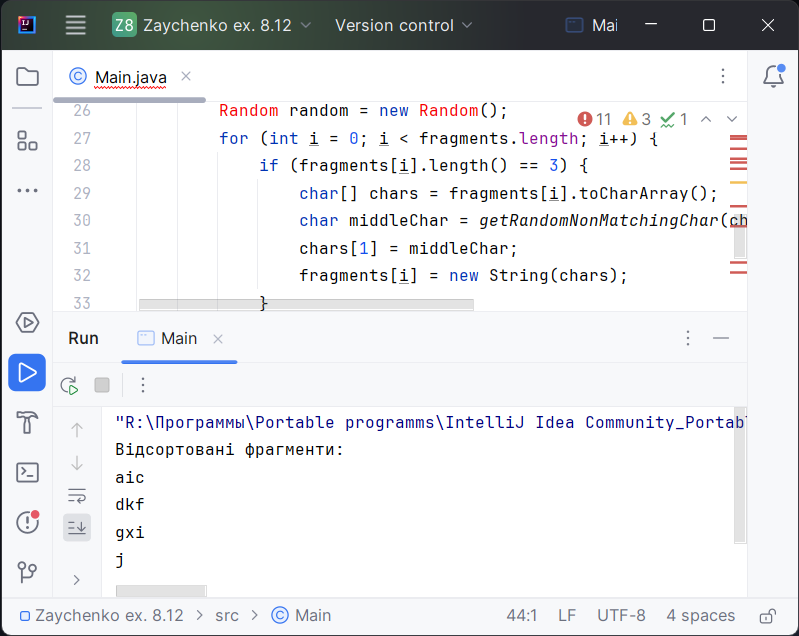 Z8 Zaychenko ex. 8.12 Version control Mai
Main.java
11 3 1
26 Random random = new Random();
27 for (int i = 0; i < fragments.length; i++) {
28 if (fragments[i].length() == 3) {
29 char[] chars = fragments[i].toCharArray();
30 char middleChar = getRandomNonMatchingChar(ch
31 chars[1] = middleChar;
32 fragments[i] = new String(chars);
33 }
Run Main
"R:\Программы\Portable programms\IntelliJ Idea Community_Portabl
Відсортовані фрагменти:
aic
dkf
gxi
j
Zaychenko ex. 8.12 > src > Main 44:1 LF UTF-8 4 spaces